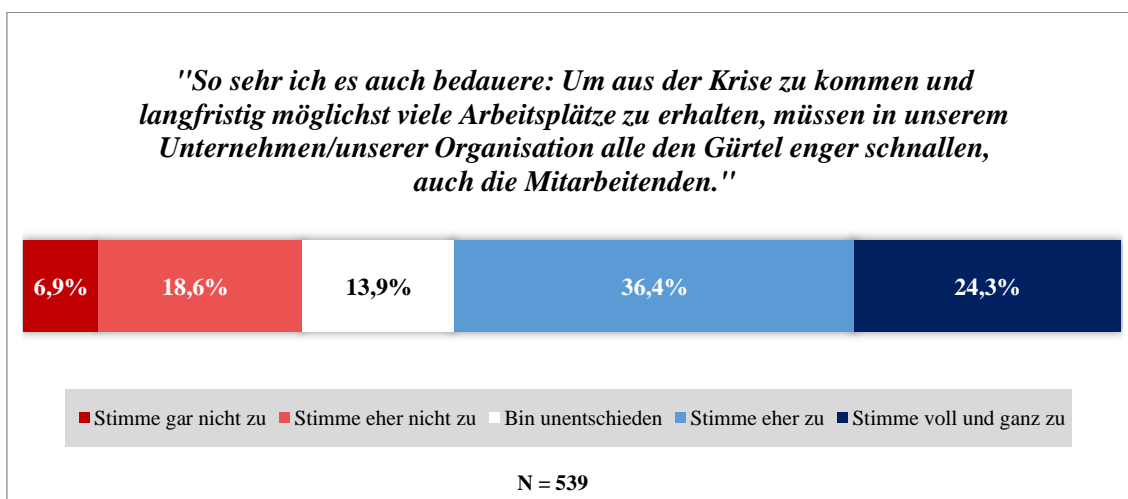 "So sehr ich es auch bedauere: Um aus der Krise zu kommen und
langfristig möglichst viele Arbeitsplätze zu erhalten, müssen in unserem
Unternehmen/unserer Organisation alle den Gürtel enger schnallen,
auch die Mitarbeitenden."
6,9% 18,6% 13,9% 36,4% 24,3%
Stimme gar nicht zu Stimme eher nicht zu Bin unentschieden Stimme eher zu Stimme voll und ganz zu
N = 539